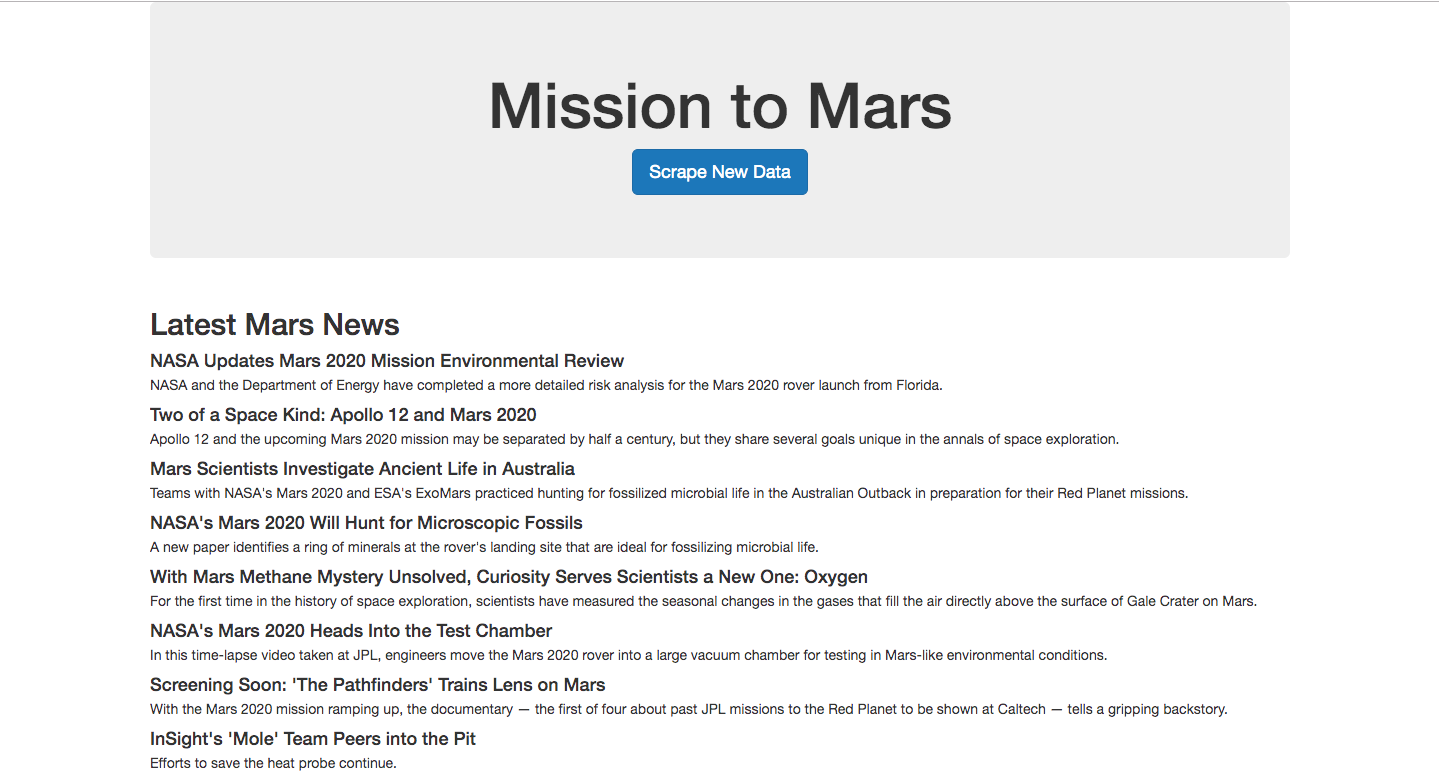 Mission to Mars
Scrape New Data
Latest Mars News
NASA Updates Mars 2020 Mission Environmental Review
NASA and the Department of Energy have completed a more detailed risk analysis for the Mars 2020 rover launch from Florida.
Two of a Space Kind: Apollo 12 and Mars 2020
Apollo 12 and the upcoming Mars 2020 mission may be separated by half a century, but they share several goals unique in the annals of space exploration.
Mars Scientists Investigate Ancient Life in Australia
Teams with NASA's Mars 2020 and ESA's ExoMars practiced hunting for fossilized microbial life in the Australian Outback in preparation for their Red Planet missions.
NASA's Mars 2020 Will Hunt for Microscopic Fossils
A new paper identifies a ring of minerals at the rover's landing site that are ideal for fossilizing microbial life.
With Mars Methane Mystery Unsolved, Curiosity Serves Scientists a New One: Oxygen
For the first time in the history of space exploration, scientists have measured the seasonal changes in the gases that fill the air directly above the surface of Gale Crater on Mars.
NASA's Mars 2020 Heads Into the Test Chamber
In this time-lapse video taken at JPL, engineers move the Mars 2020 rover into a large vacuum chamber for testing in Mars-like environmental conditions.
Screening Soon: 'The Pathfinders' Trains Lens on Mars
With the Mars 2020 mission ramping up, the documentary — the first of four about past JPL missions to the Red Planet to be shown at Caltech — tells a gripping backstory.
InSight's 'Mole' Team Peers into the Pit
Efforts to save the heat probe continue.